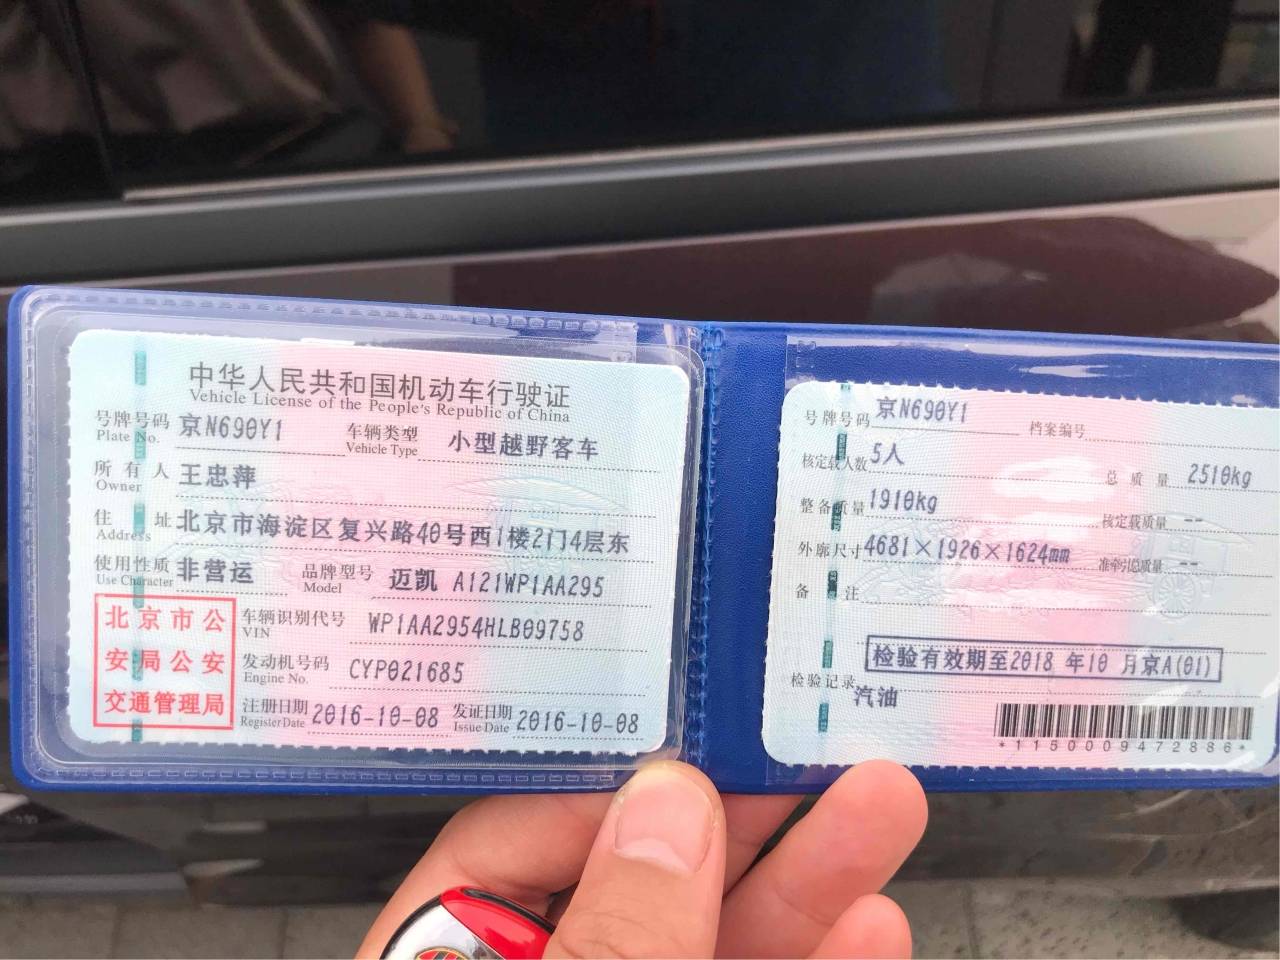 中华人民共和国机动车行驶证
Vehicle License of the People's Republic of China
号牌号码 京N690Y1 车辆类型 小型越野客车
Plate No. Vehicle Type
所有人 王忠萍
Owner
住址 北京市海淀区复兴路40号西1楼2门4层东
Address
使用性质 非营运 品牌型号 迈凯 A121WP1AA295
Use Character Model
北京市公
安局公安
交通管理局
车辆识别代号 WP1AA2954HLB09758
VIN
发动机号码 CYP021685
Engine No.
注册日期 2016-10-08 发证日期 2016-10-08
Register Date Issue Date
号牌号码 京N690Y1 档案编号
核定载人数 5人 总质量 2510kg
整备质量 1910kg 核定载质量 --
外廓尺寸 4681×1926×1624mm 准牵引总质量 --
备注
检验有效期至2018 年10 月京A(01)
检验记录
汽油
*1150009472886*